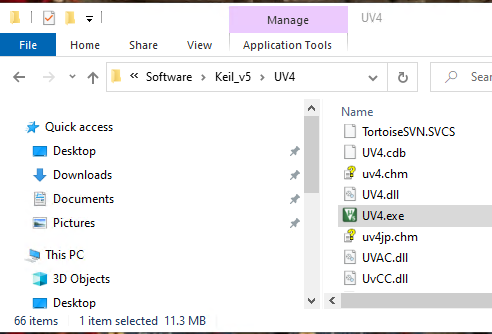 Manage
UV4
File
Home
Share
View
Application Tools
« Software > Keil_v5 > UV4
Sear
Name
Quick access
Desktop
Downloads
Documents
Pictures
This PC
3D Objects
Desktop
TortoiseSVN.SVCS
UV4.cdb
uv4.chm
UV4.dll
UV4.exe
uv4jp.chm
UVAC.dll
UvCC.dll
66 items 1 item selected 11.3 MB